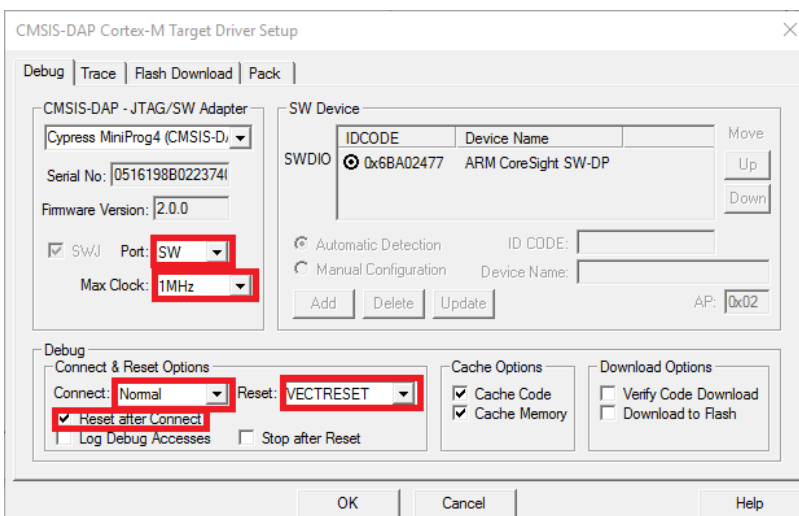 CMSIS-DAP Cortex-M Target Driver Setup
Debug Trace Flash Download Pack
CMSIS-DAP - JTAG/SW Adapter
Cypress MiniProg4 (CMSIS-D
Serial No: 0516198B0223740
Firmware Version: 2.0.0
SWJ Port: SW
Max Clock: 1MHz
SW Device
IDCODE Device Name Move
SWDIO 0x6BA02477 ARM CoreSight SW-DP Up
Down
Automatic Detection ID CODE:
Manual Configuration Device Name:
Add Delete Update AP: 0x02
Debug
Connect & Reset Options
Connect: Normal Reset: VECTRESET
Reset after Connect
Log Debug Accesses Stop after Reset
Cache Options
Cache Code
Cache Memory
Download Options
Verify Code Download
Download to Flash
OK Cancel Help